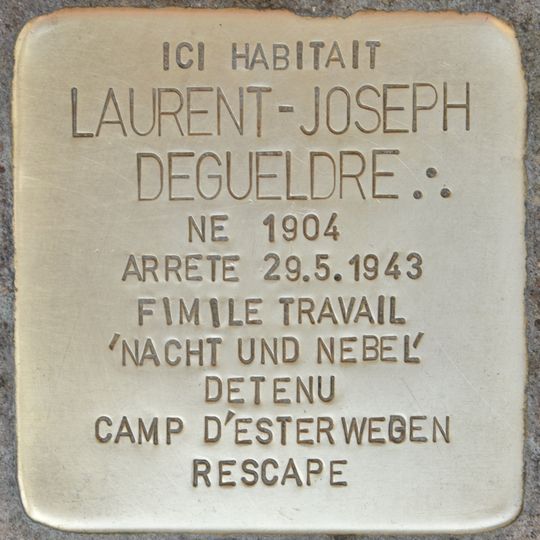 ICI HABITAIT
LAURENT-JOSEPH
DEGUELDRE ∴
NE 1904
ARRETE 29.5.1943
FIMILE TRAVAIL
'NACHT UND NEBEL'
DETENU
CAMP D'ESTERWEGEN
RESCAPE